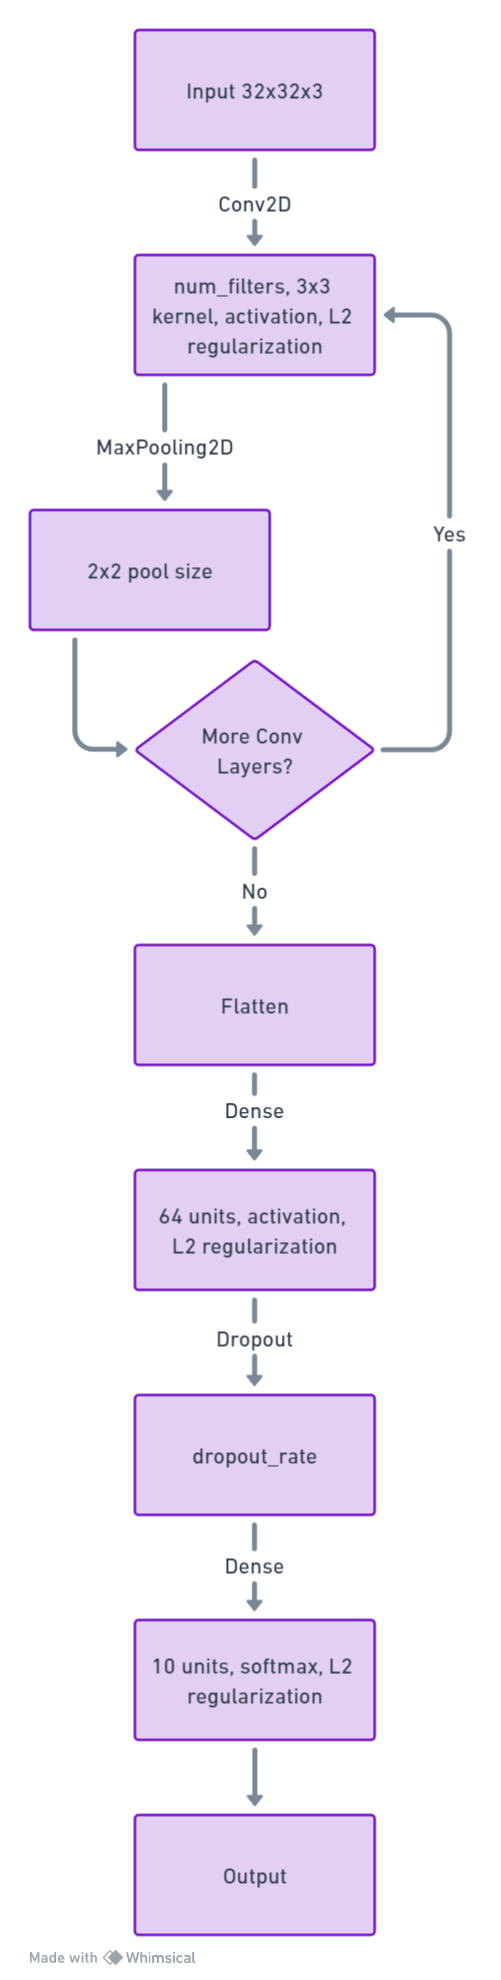 Input 32x32x3
Conv2D
num_filters, 3x3
kernel, activation, L2
regularization
MaxPooling2D
Yes
2x2 pool size
More Conv
Layers?
No
Flatten
Dense
64 units, activation,
L2 regularization
Dropout
dropout_rate
Dense
10 units, softmax, L2
regularization
Output
Made with Whimsical